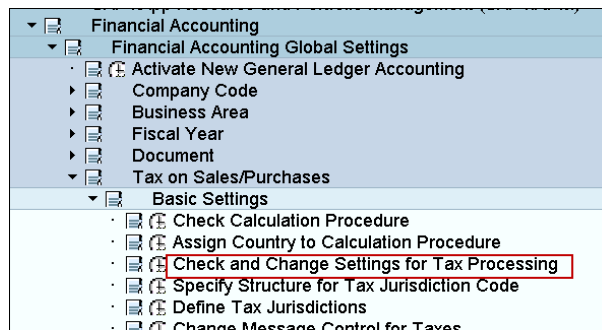 Financial Accounting
Financial Accounting Global Settings
Activate New General Ledger Accounting
Company Code
Business Area
Fiscal Year
Document
Tax on Sales/Purchases
Basic Settings
Check Calculation Procedure
Assign Country to Calculation Procedure
Check and Change Settings for Tax Processing
Specify Structure for Tax Jurisdiction Code
Define Tax Jurisdictions
Change Message Control for Taxes